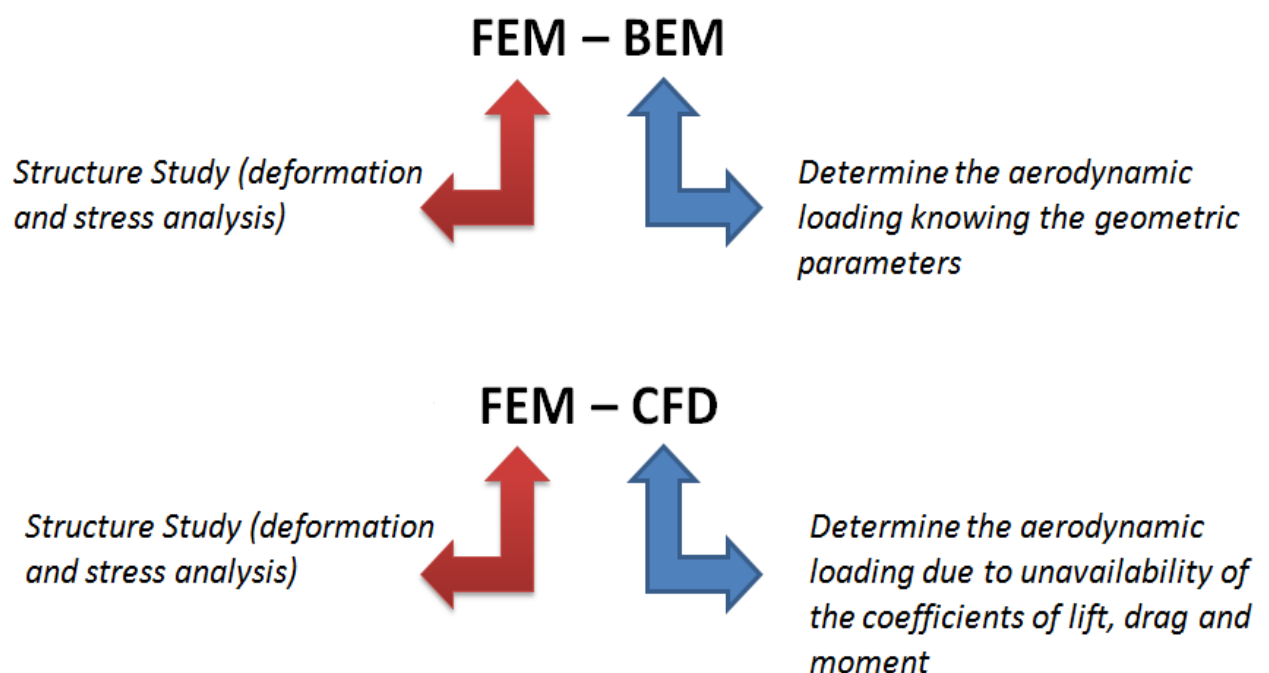 FEM – BEM
Structure Study (deformation
and stress analysis)
Determine the aerodynamic
loading knowing the geometric
parameters
FEM – CFD
Structure Study (deformation
and stress analysis)
Determine the aerodynamic
loading due to unavailability of
the coefficients of lift, drag and
moment